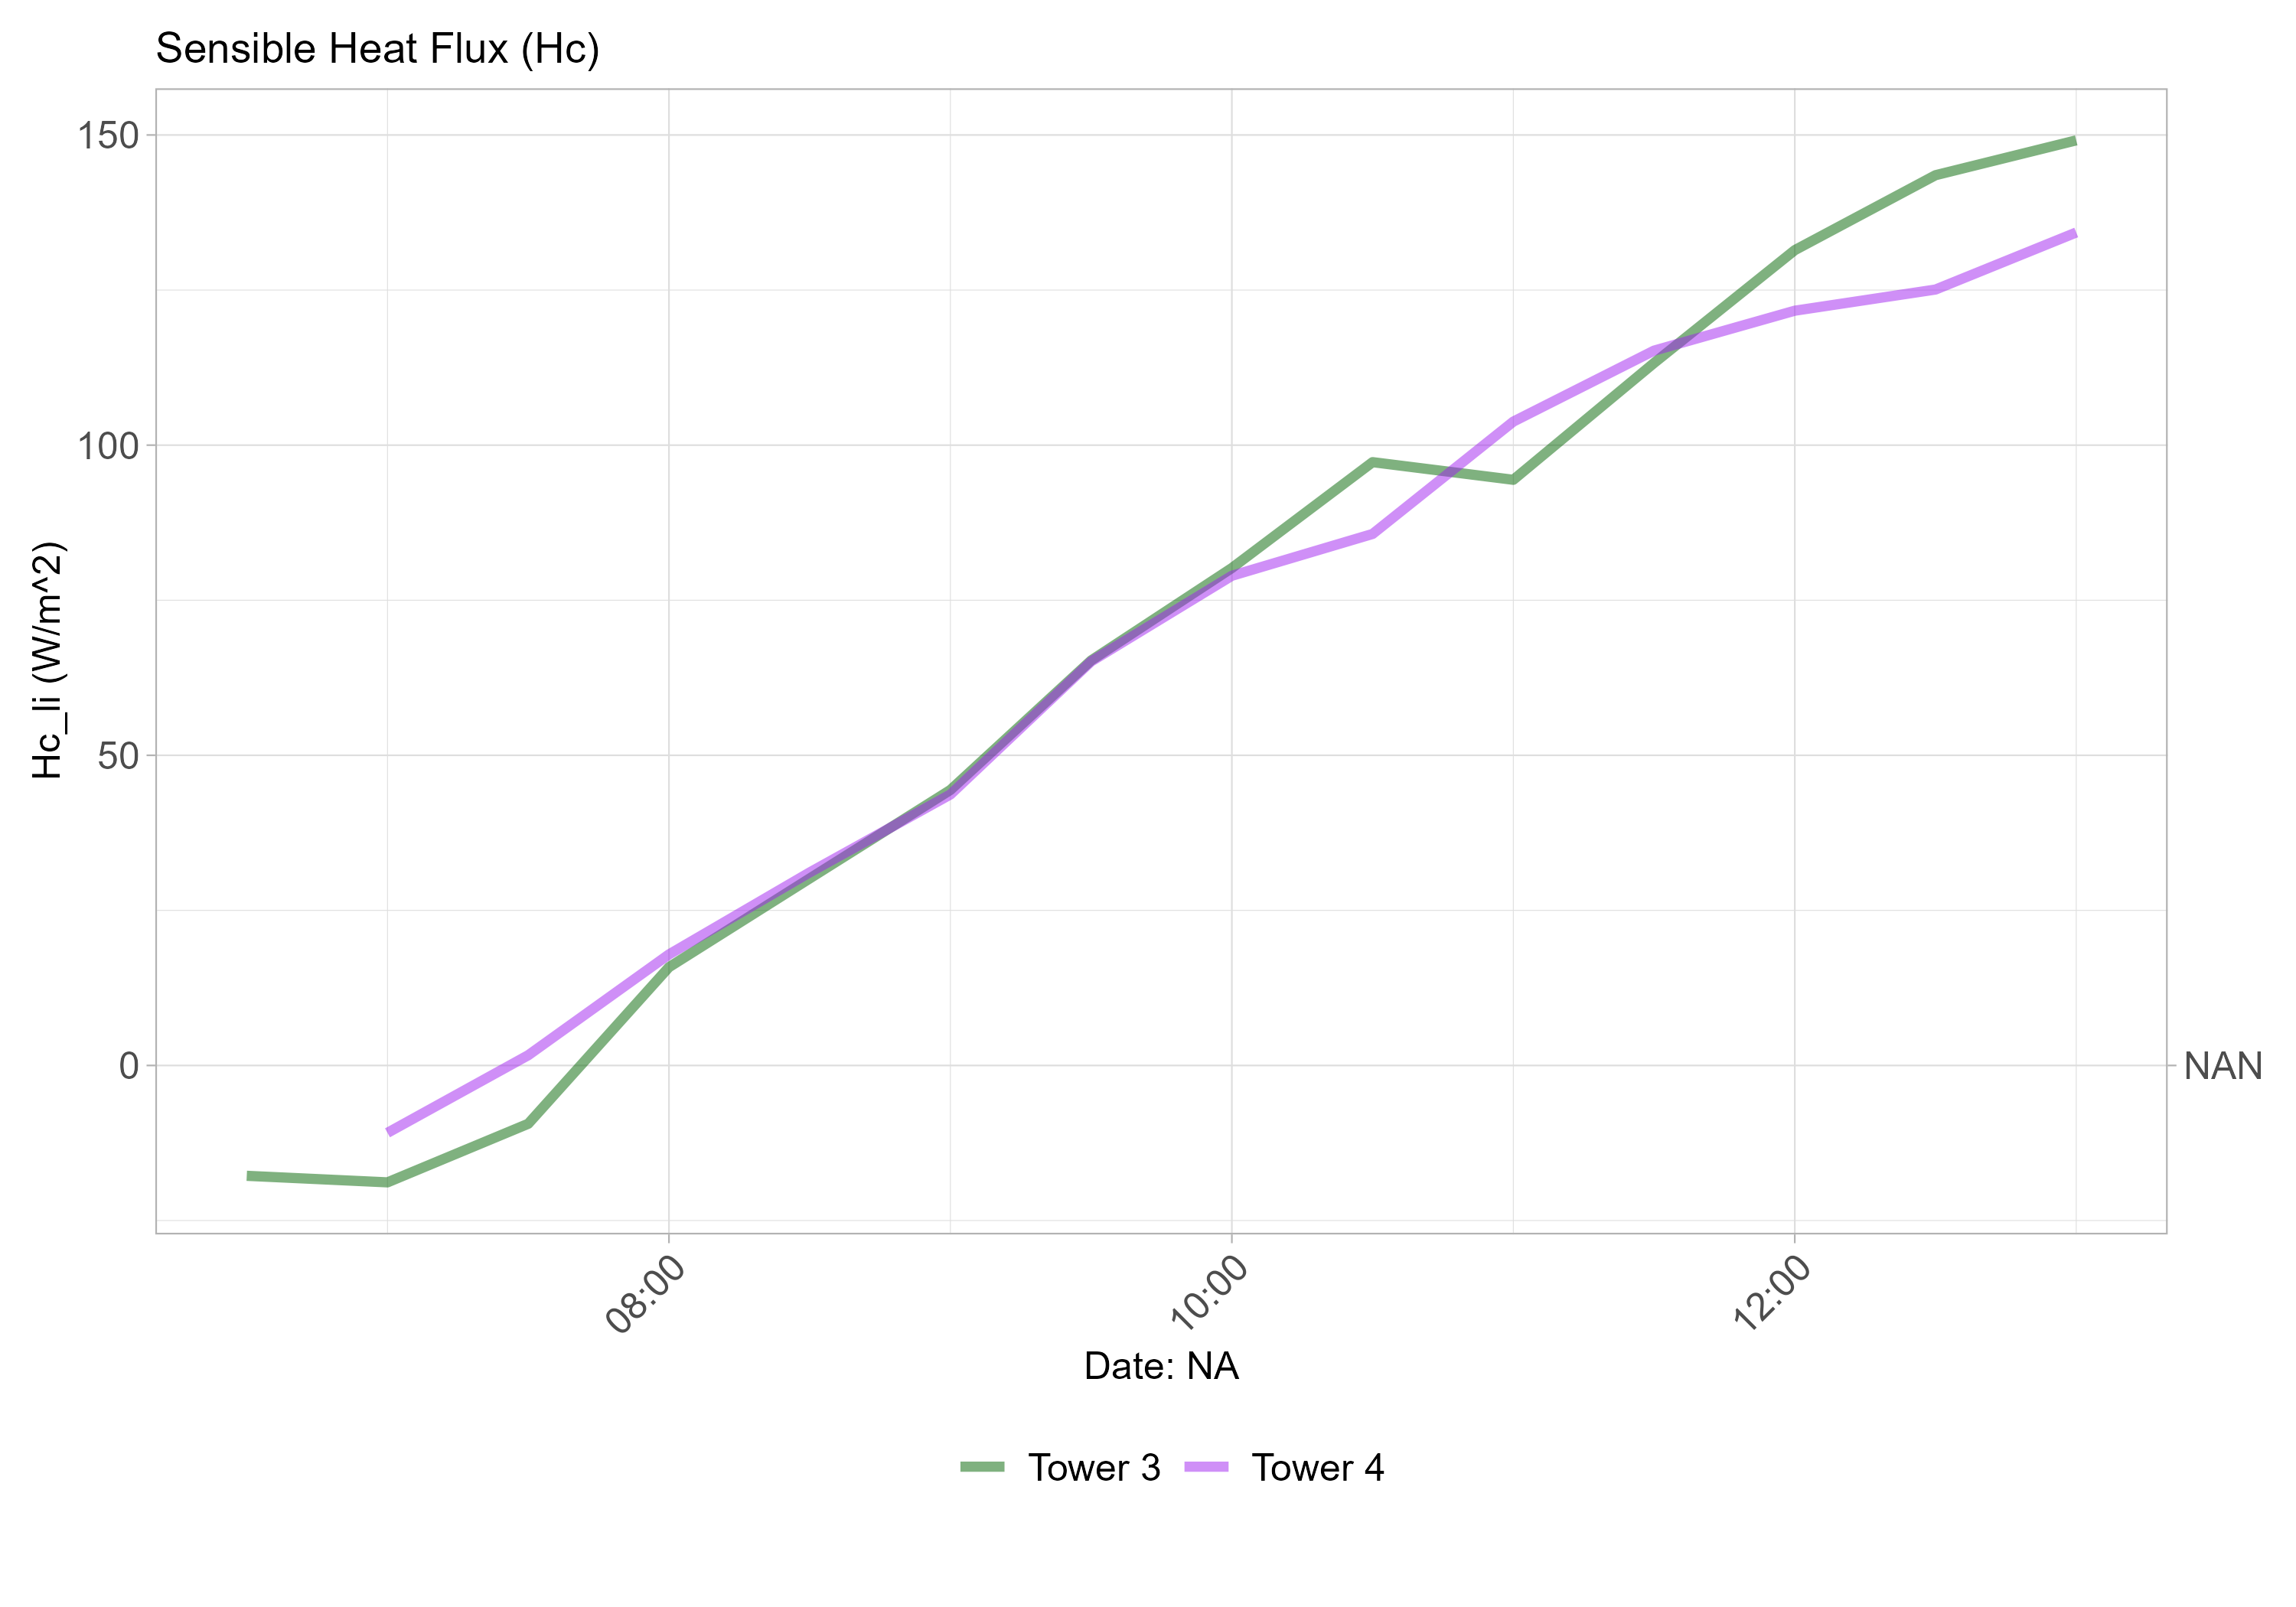 Sensible Heat Flux (Hc)
150
100
50
0
NAN
Hc_li (W/m^2)
08:00
10:00
12:00
Date: NA
Tower 3
Tower 4